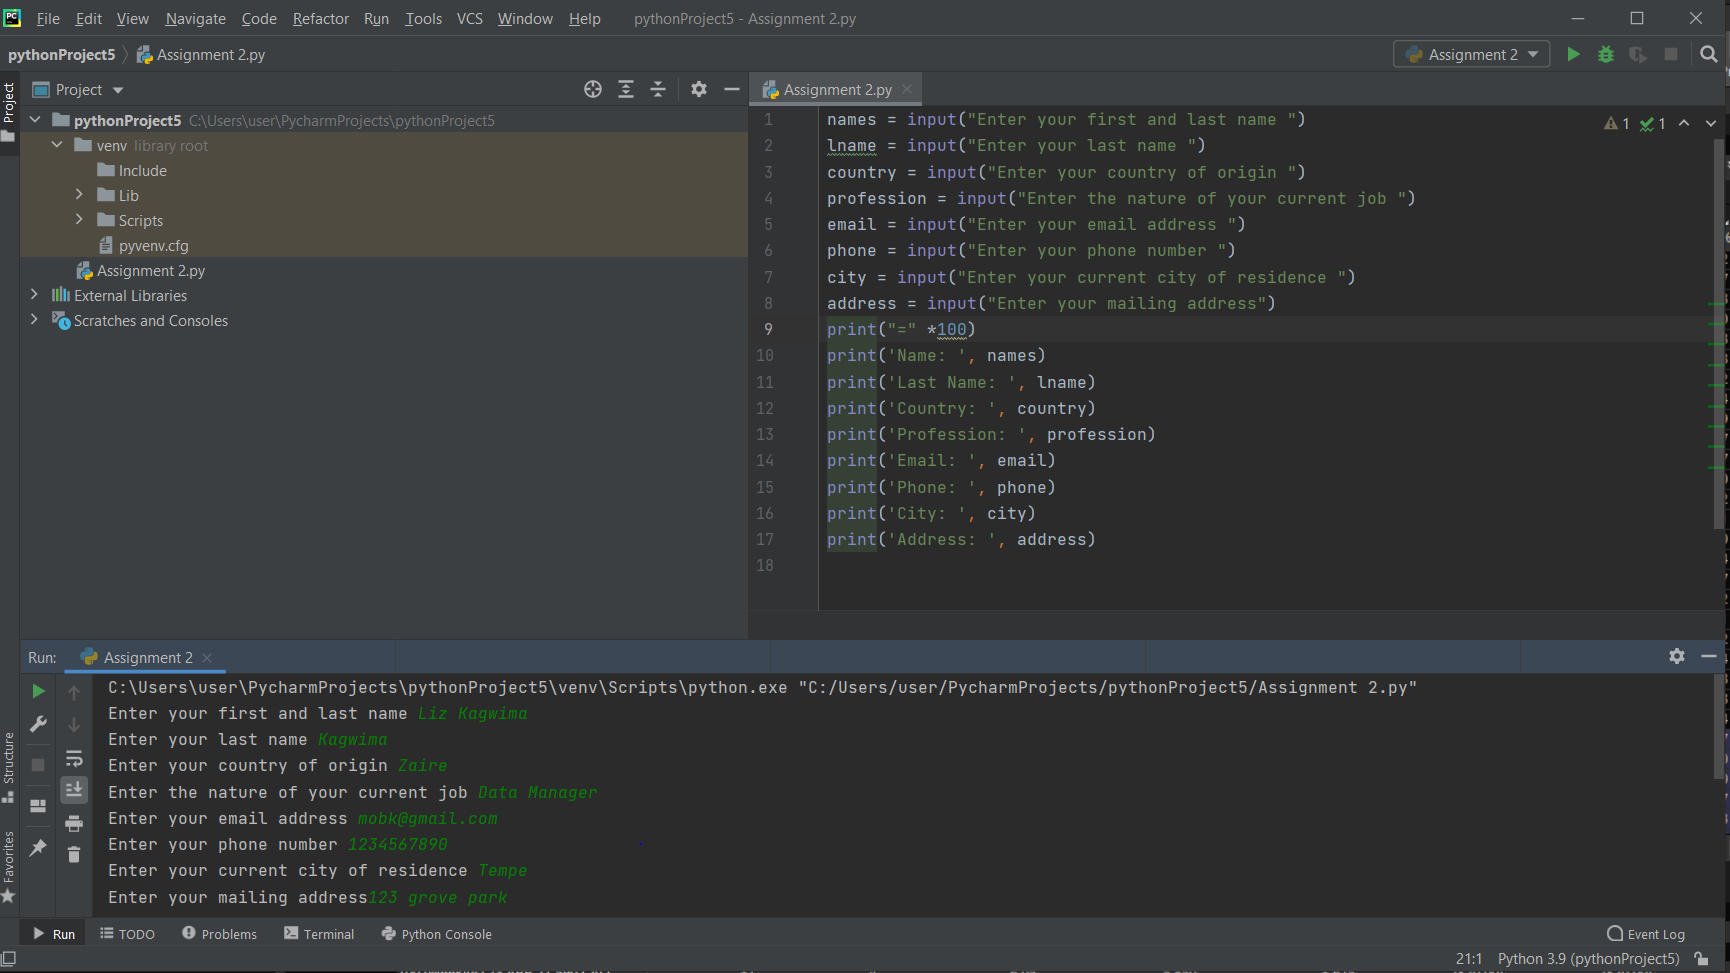 File Edit View Navigate Code Refactor Run Tools VCS Window Help pythonProject5 - Assignment 2.py
pythonProject5 Assignment 2.py Assignment 2
Project
Project
Assignment 2.py
pythonProject5 C:\Users\user\PycharmProjects\pythonProject5
venv library root
Include
Lib
Scripts
pyvenv.cfg
Assignment 2.py
External Libraries
Scratches and Consoles
1 1
1 names = input("Enter your first and last name ")
2 lname = input("Enter your last name ")
3 country = input("Enter your country of origin ")
4 profession = input("Enter the nature of your current job ")
5 email = input("Enter your email address ")
6 phone = input("Enter your phone number ")
7 city = input("Enter your current city of residence ")
8 address = input("Enter your mailing address")
9 print("=" *100)
10 print('Name: ', names)
11 print('Last Name: ', lname)
12 print('Country: ', country)
13 print('Profession: ', profession)
14 print('Email: ', email)
15 print('Phone: ', phone)
16 print('City: ', city)
17 print('Address: ', address)
18
Run: Assignment 2
C:\Users\user\PycharmProjects\pythonProject5\venv\Scripts\python.exe "C:/Users/user/PycharmProjects/pythonProject5/Assignment 2.py"
Enter your first and last name Liz Kagwima
Enter your last name Kagwima
Enter your country of origin Zaire
Enter the nature of your current job Data Manager
Enter your email address mobk@gmail.com
Enter your phone number 1234567890
Enter your current city of residence Tempe
Enter your mailing address123 grove park
Structure
Favorites
Run TODO Problems Terminal Python Console Event Log
21:1 Python 3.9 (pythonProject5)